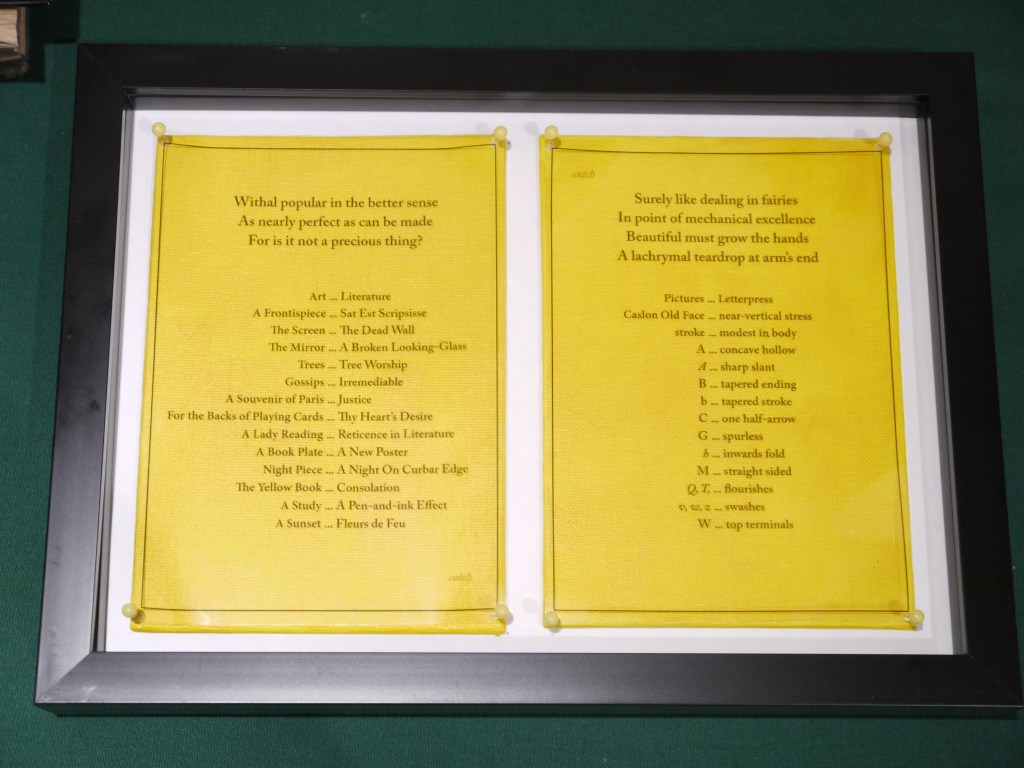 Withal popular in the better sense
As nearly perfect as can be made
For is it not a precious thing?
Art ... Literature
A Frontispiece ... Sat Est Scripsisse
The Screen ... The Dead Wall
The Mirror ... A Broken Looking-Glass
Trees ... Tree Worship
Gossips ... Irremediable
A Souvenir of Paris ... Justice
For the Backs of Playing Cards ... Thy Heart's Desire
A Lady Reading ... Reticence in Literature
A Book Plate ... A New Poster
Night Piece ... A Night On Curbar Edge
The Yellow Book ... Consolation
A Study ... A Pen-and-ink Effect
A Sunset ... Fleurs de Feu
catch
catch
Surely like dealing in fairies
In point of mechanical excellence
Beautiful must grow the hands
A lachrymal teardrop at arm's end
Pictures ... Letterpress
Caslon Old Face ... near-vertical stress
stroke ... modest in body
A ... concave hollow
A ... sharp slant
B ... tapered ending
b ... tapered stroke
C ... one half-arrow
G ... spurless
h ... inwards fold
M ... straight sided
Q, T, ... flourishes
v, w, z ... swashes
W ... top terminals